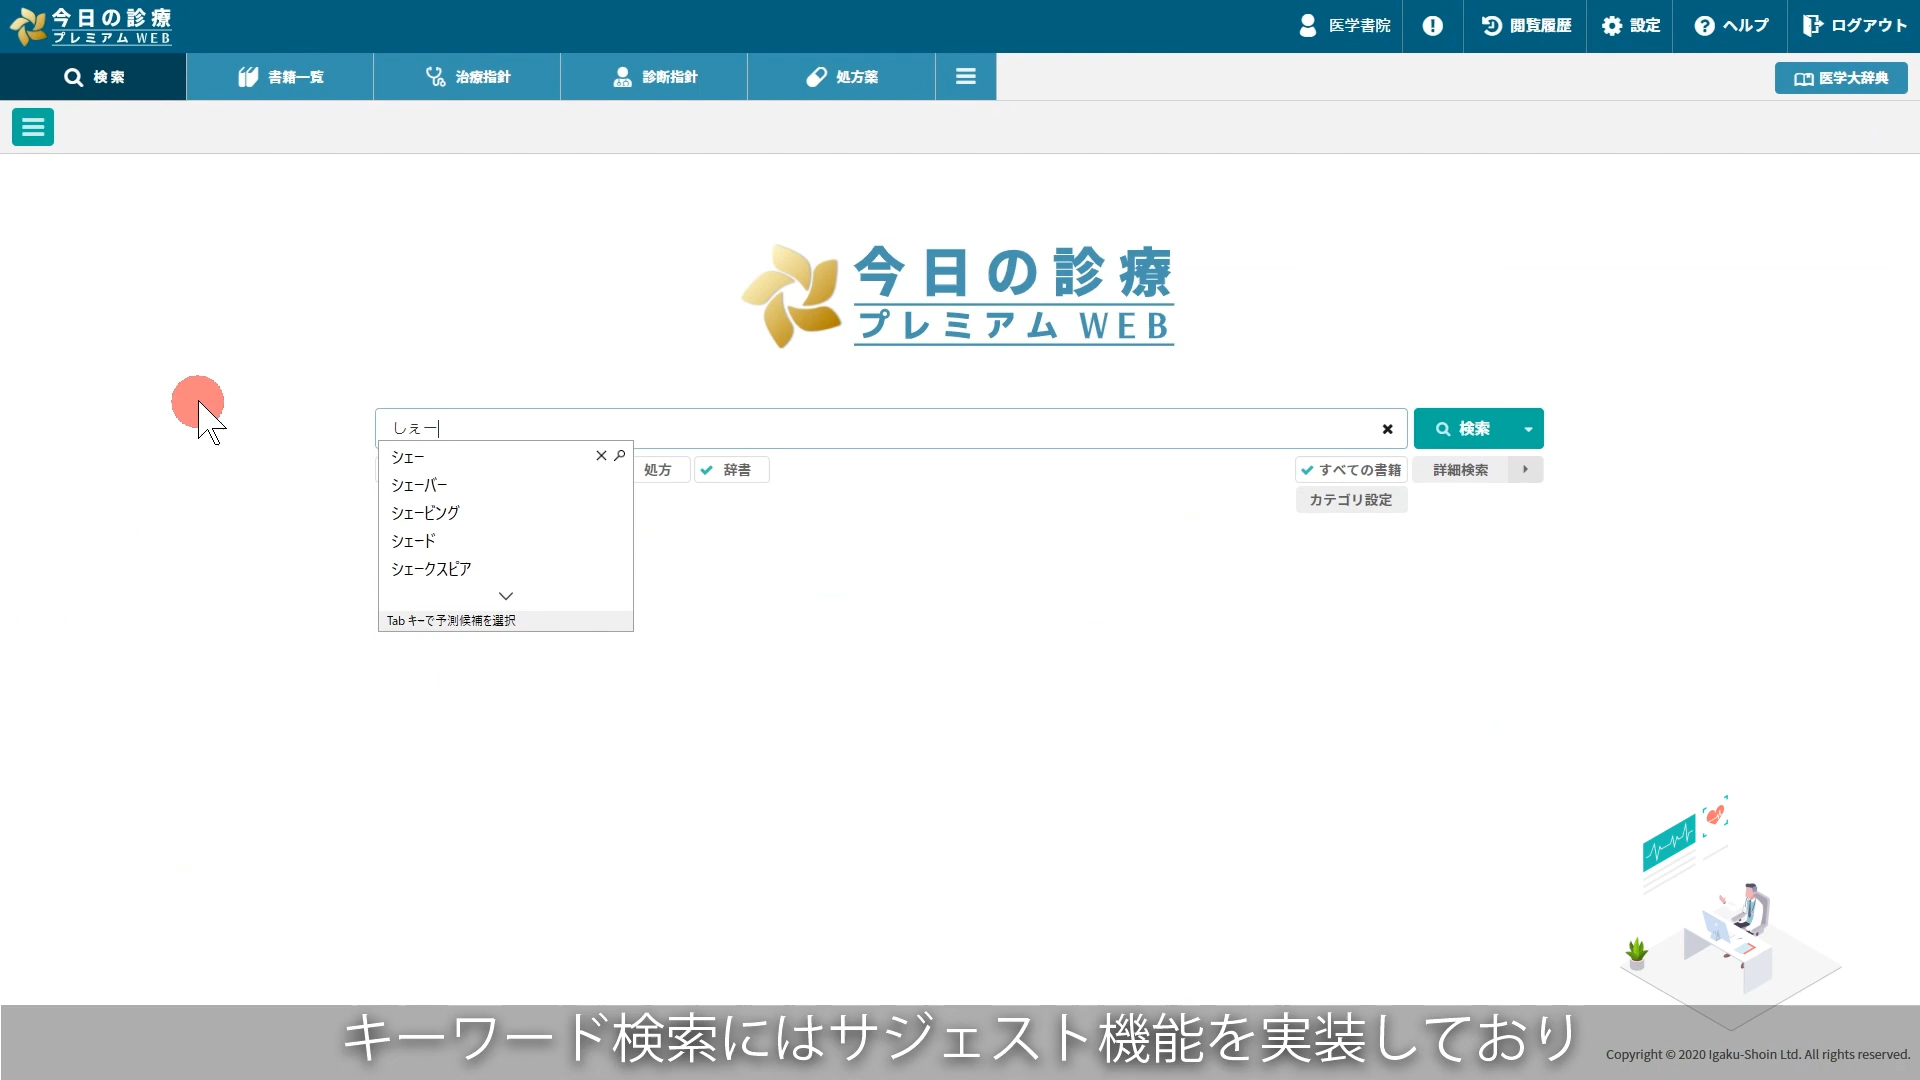 今日の診療
プレミアム WEB
医学書院
閲覧履歴
設定
ヘルプ
ログアウト
検索
書籍一覧
治療指針
診断指針
処方薬
医学大辞典
今日の診療
プレミアム WEB
しぇー
検索
シェー
シェーバー
シェービング
シェード
シェークスピア
Tab キーで予測候補を選択
処方
辞書
すべての書籍
詳細検索
カテゴリ設定
キーワード検索にはサジェスト機能を実装しており
Copyright © 2020 Igaku-Shoin Ltd. All rights reserved.